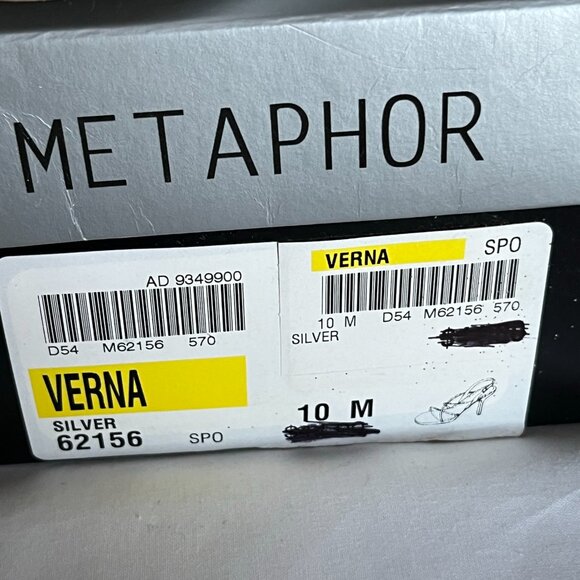 METAPHOR
AD 9349900
D54 M62156 570
VERNA
SILVER
62156 SPO
VERNA SPO
10 M D54 M62156 570
SILVER
10 M